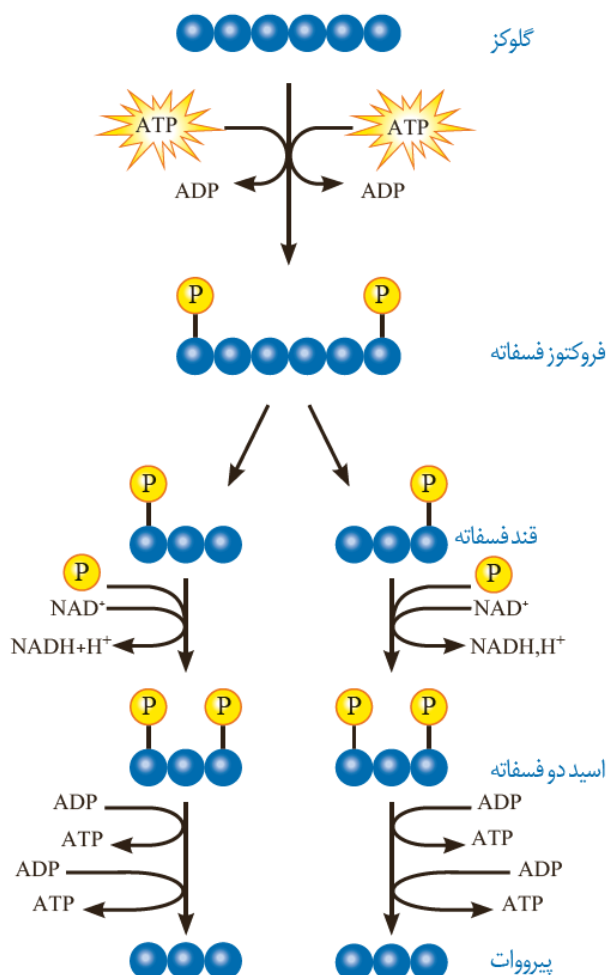 گلوکز
ATP ATP
ADP ADP
P P
فروکتوز فسفاته
P P
قند فسفاته
P P
NAD⁺ NAD⁺
NADH+H⁺ NADH,H⁺
P P P P
اسید دو فسفاته
ADP ADP
ATP ATP
ADP ADP
ATP ATP
پیرووات